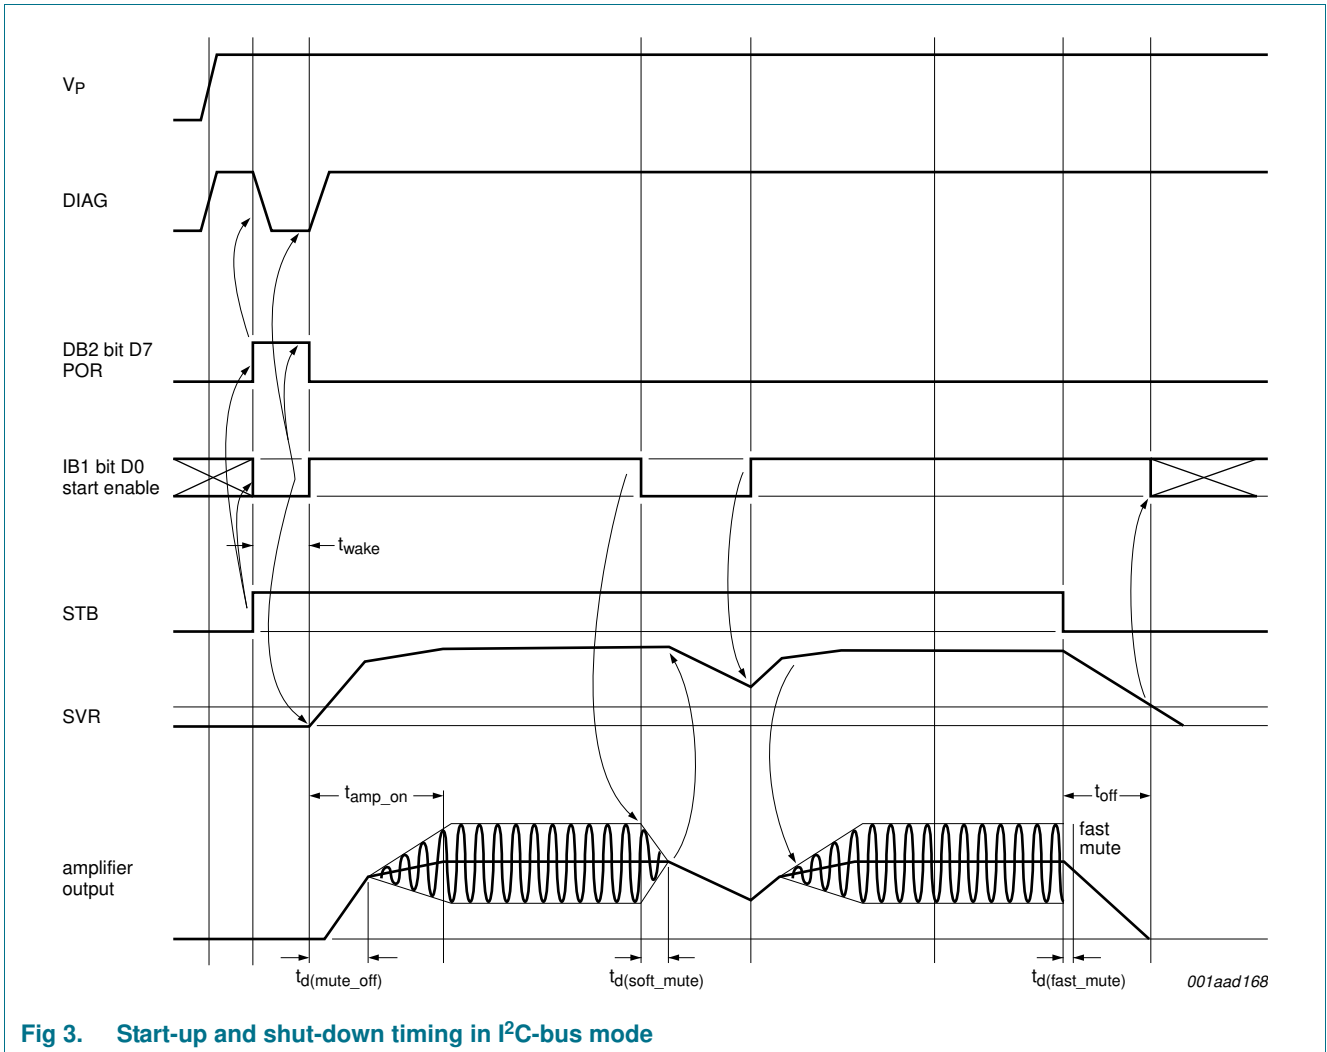 VP
DIAG
DB2 bit D7
POR
IB1 bit D0
start enable
twake
STB
SVR
tamp_on
toff
fast
mute
amplifier
output
td(mute_off)
td(soft_mute)
td(fast_mute)
001aad168
Fig 3. Start-up and shut-down timing in I²C-bus mode